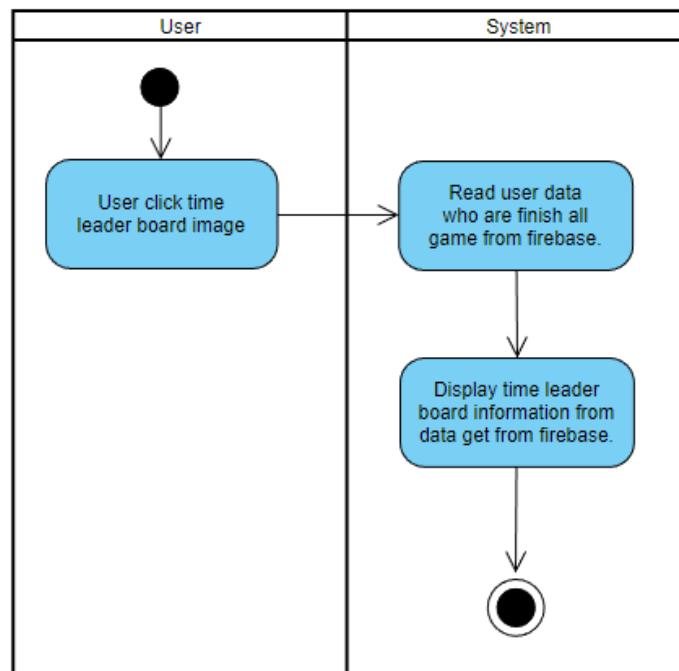 User
System
User click time
leader board image
Read user data
who are finish all
game from firebase.
Display time leader
board information from
data get from firebase.